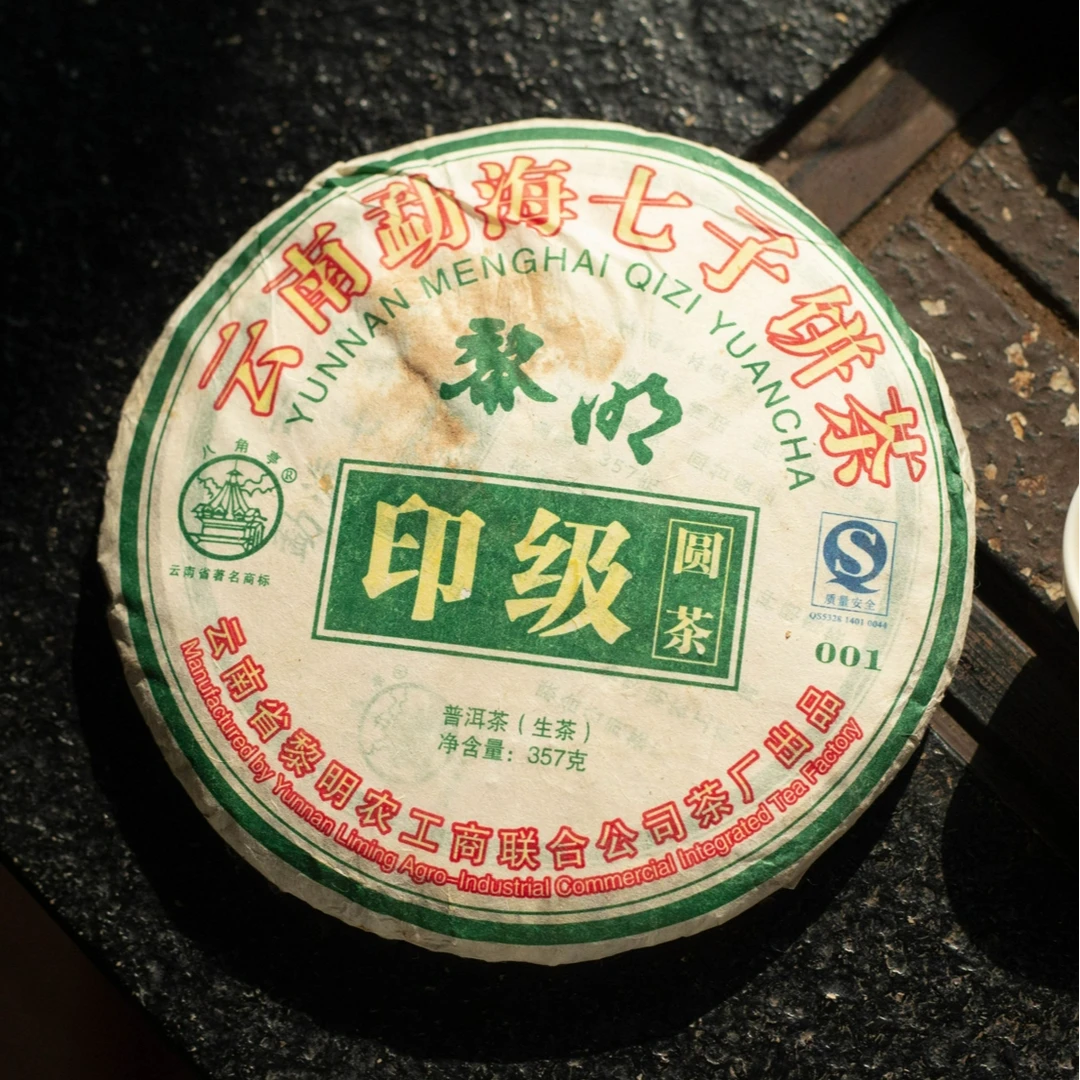 云南勐海七子饼茶
YUNNAN MENGHAI QIZI YUANCHA
黎明
八角亭®
云南省著名商标
印级
圆茶
S
质量安全
QS5328 1401 0044
001
普洱茶（生茶）
净含量：357克
云南省黎明农工商联合公司茶厂出品
Manufactured by Yunnan Liming Agro-Industrial Commercial Integrated Tea Factory